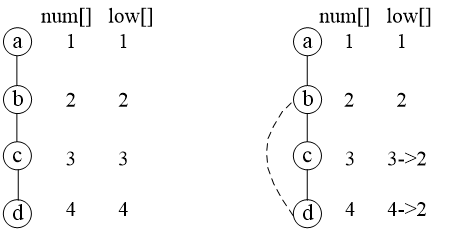 num[] low[] num[] low[]
a 1 1 a 1 1
b 2 2 b 2 2
c 3 3 c 3 3->2
d 4 4 d 4 4->2